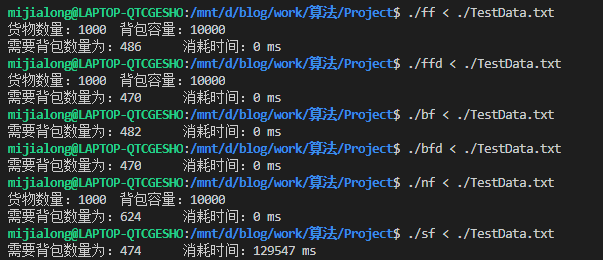 mijialong@LAPTOP-QTCGESHO:/mnt/d/blog/work/算法/Project$ ./ff < ./TestData.txt
货物数量：1000 背包容量：10000
需要背包数量为：486 消耗时间：0 ms
mijialong@LAPTOP-QTCGESHO:/mnt/d/blog/work/算法/Project$ ./ffd < ./TestData.txt
货物数量：1000 背包容量：10000
需要背包数量为：470 消耗时间：0 ms
mijialong@LAPTOP-QTCGESHO:/mnt/d/blog/work/算法/Project$ ./bf < ./TestData.txt
需要背包数量为：482 消耗时间：0 ms
mijialong@LAPTOP-QTCGESHO:/mnt/d/blog/work/算法/Project$ ./bfd < ./TestData.txt
需要背包数量为：470 消耗时间：0 ms
mijialong@LAPTOP-QTCGESHO:/mnt/d/blog/work/算法/Project$ ./nf < ./TestData.txt
货物数量：1000 背包容量：10000
需要背包数量为：624 消耗时间：0 ms
mijialong@LAPTOP-QTCGESHO:/mnt/d/blog/work/算法/Project$ ./sf < ./TestData.txt
需要背包数量为：474 消耗时间：129547 ms